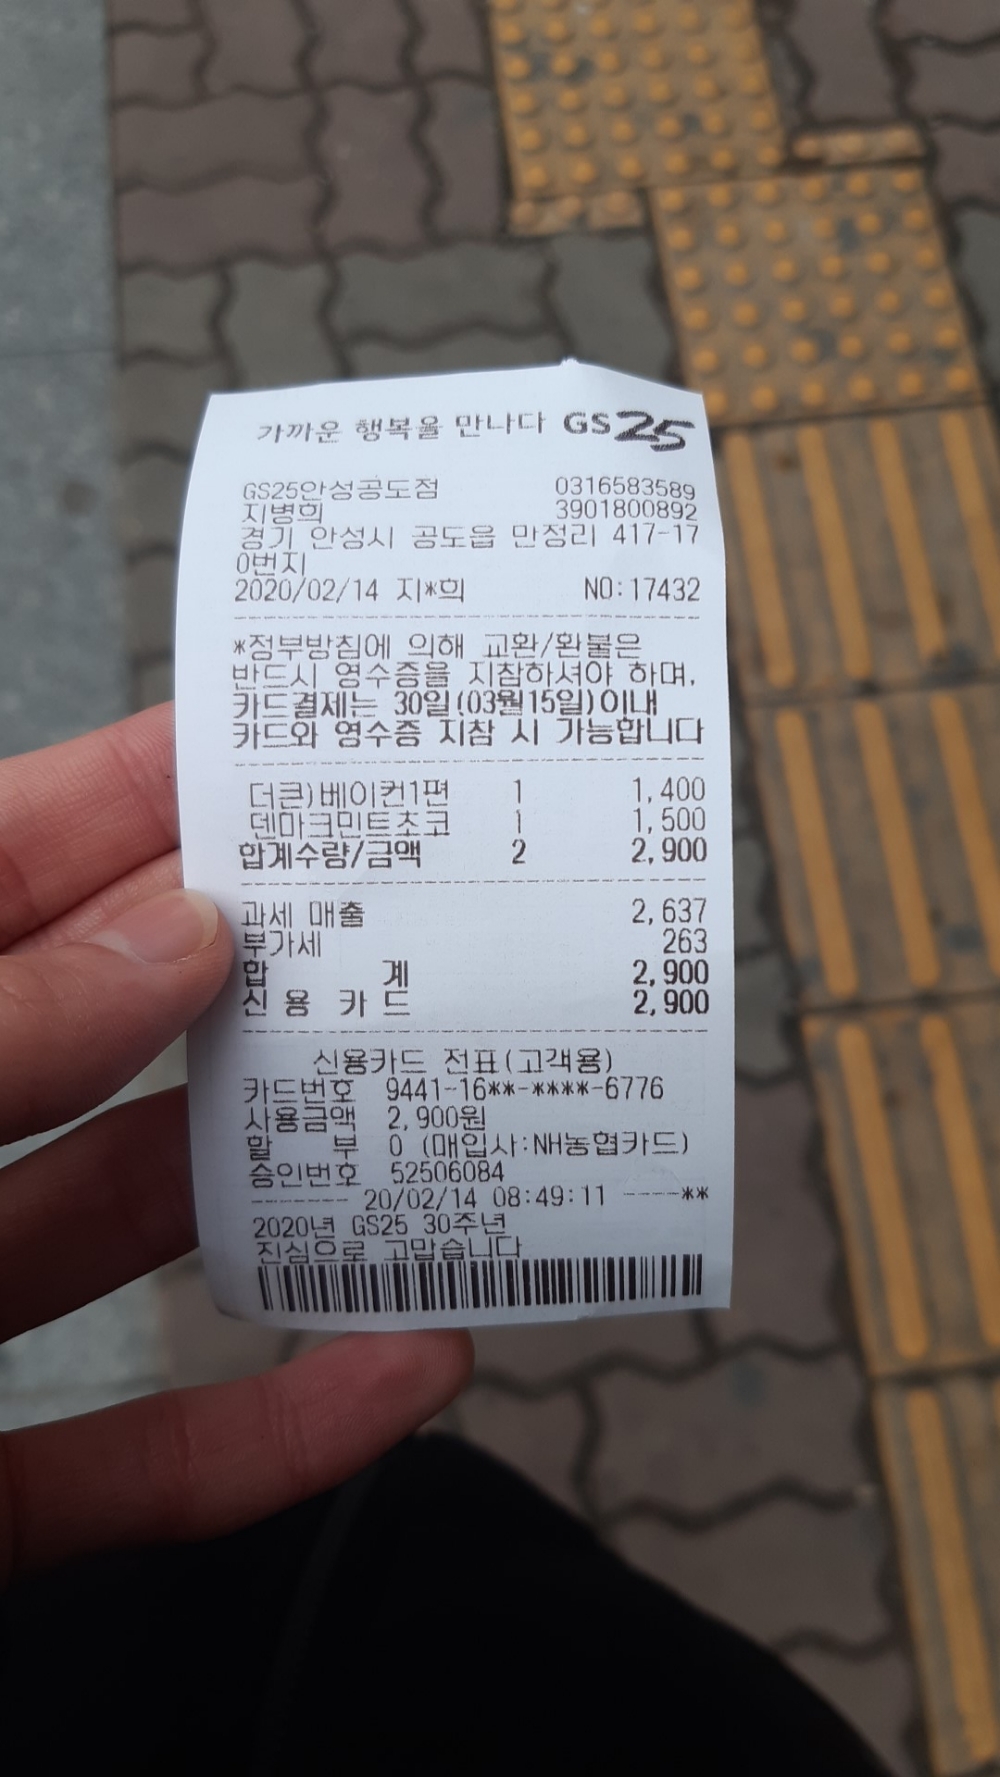 가까운 행복을 만나다 GS25
GS25안성공도점 0316583589
지병희 3901800892
경기 안성시 공도읍 만정리 417-17
0번지
2020/02/14 지*희 NO:17432
*정부방침에 의해 교환/환불은
반드시 영수증을 지참하셔야 하며,
카드결제는 30일(03월15일)이내
카드와 영수증 지참 시 가능합니다
더큰)베이컨1편 1 1,400
덴마크민트초코 1 1,500
합계수량/금액 2 2,900
과세 매출 2,637
부가세 263
합 계 2,900
신 용 카 드 2,900
신용카드 전표(고객용)
카드번호 9441-16**-****-6776
사용금액 2,900원
할 부 0 (매입사:NH농협카드)
승인번호 52506084
------- 20/02/14 08:49:11 ----**
2020년 GS25 30주년
진심으로 고맙습니다